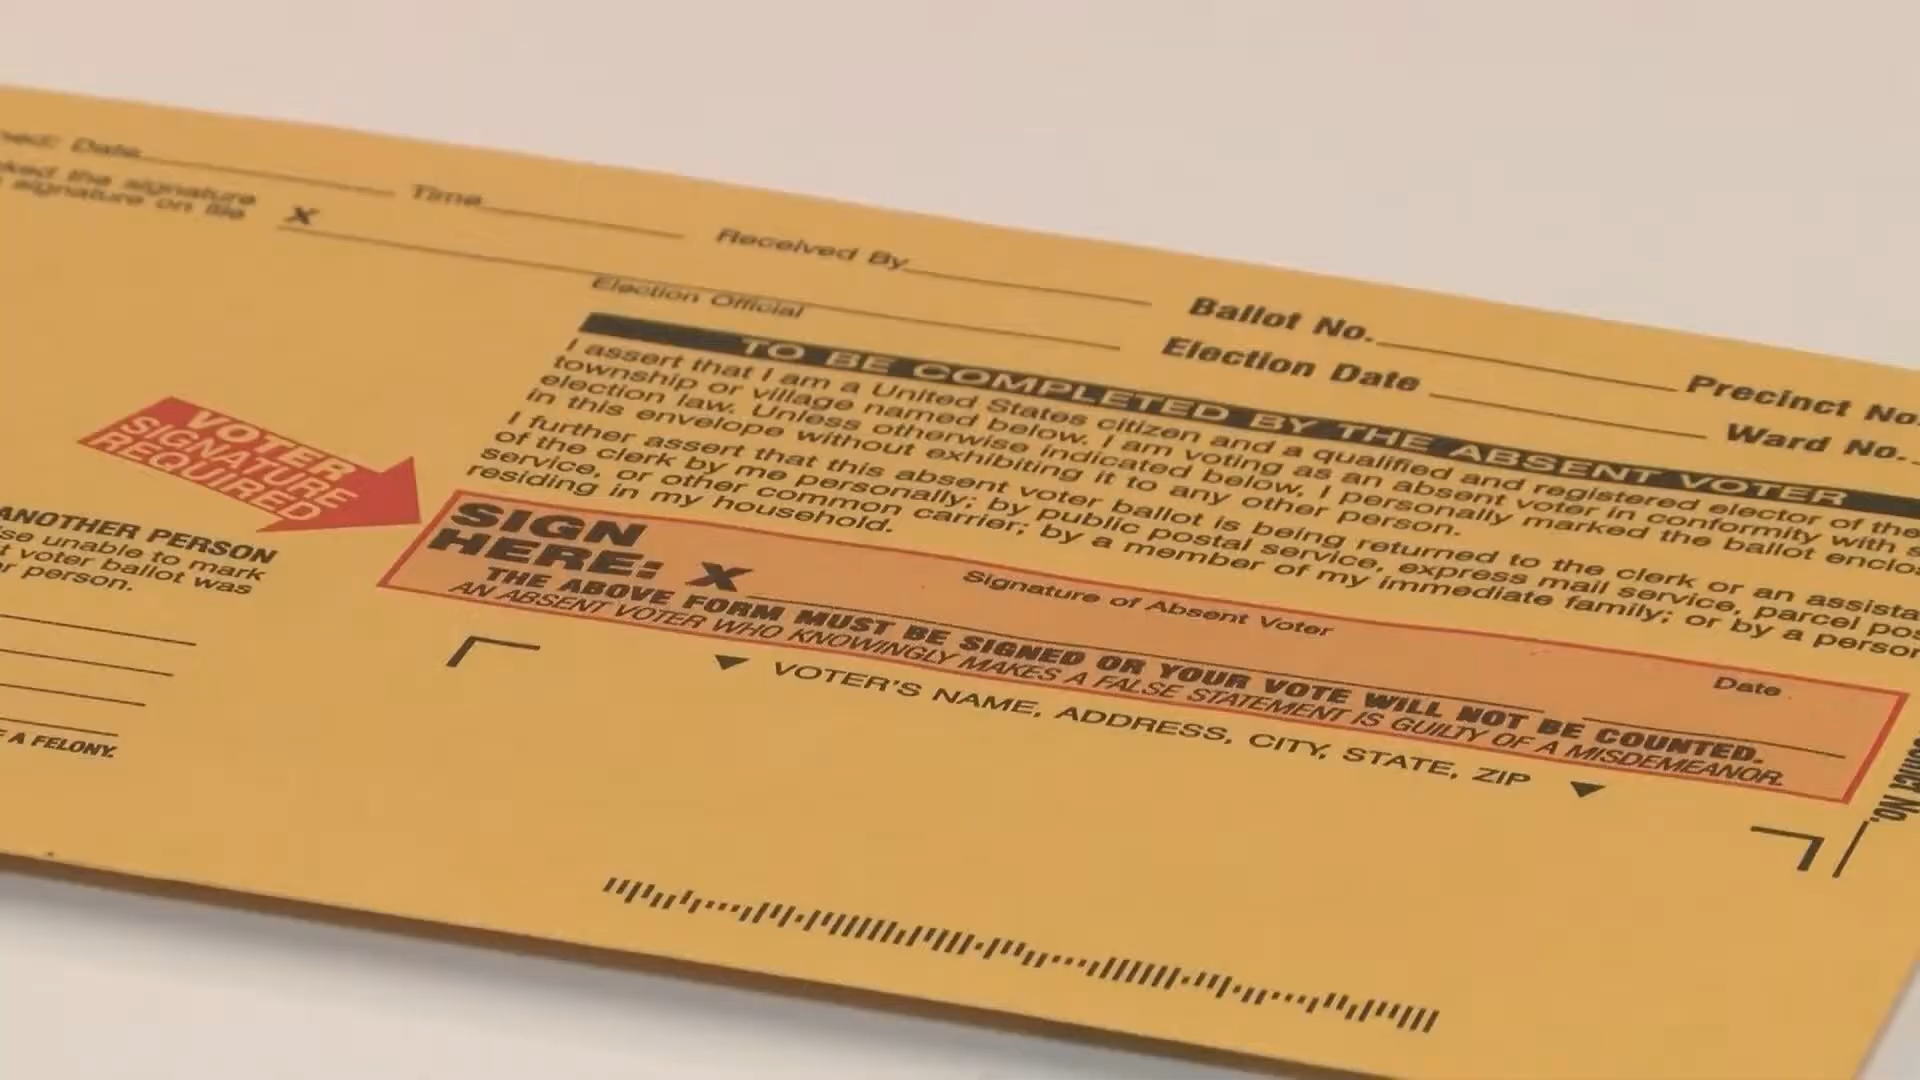 Date
Time
Received By
the signature
signature on file
X
Election Official
Ballot No.
Election Date
Precinct No.
Ward No.
TO BE COMPLETED BY THE ABSENT VOTER
I assert that I am a United States citizen and a qualified and registered elector of the
township or village named below. I am voting as an absent voter in conformity with
election law. Unless otherwise indicated below, I personally marked the ballot
in this envelope without exhibiting it to any other person.
I further assert that this absent voter ballot is being returned to the clerk or an
of the clerk by me personally; by public postal service, express mail service, parcel
service, or other common carrier; by a member of my immediate family; or by a person
residing in my household.
VOTER
SIGNATURE
REQUIRED
SIGN
HERE: X
Signature of Absent Voter
Date
THE ABOVE FORM MUST BE SIGNED OR YOUR VOTE WILL NOT BE COUNTED.
AN ABSENT VOTER WHO KNOWINGLY MAKES A FALSE STATEMENT IS GUILTY OF A MISDEMEANOR.
VOTER'S NAME, ADDRESS, CITY, STATE, ZIP
ANOTHER PERSON
unable to mark
voter ballot was
person.
A FELONY.
No.